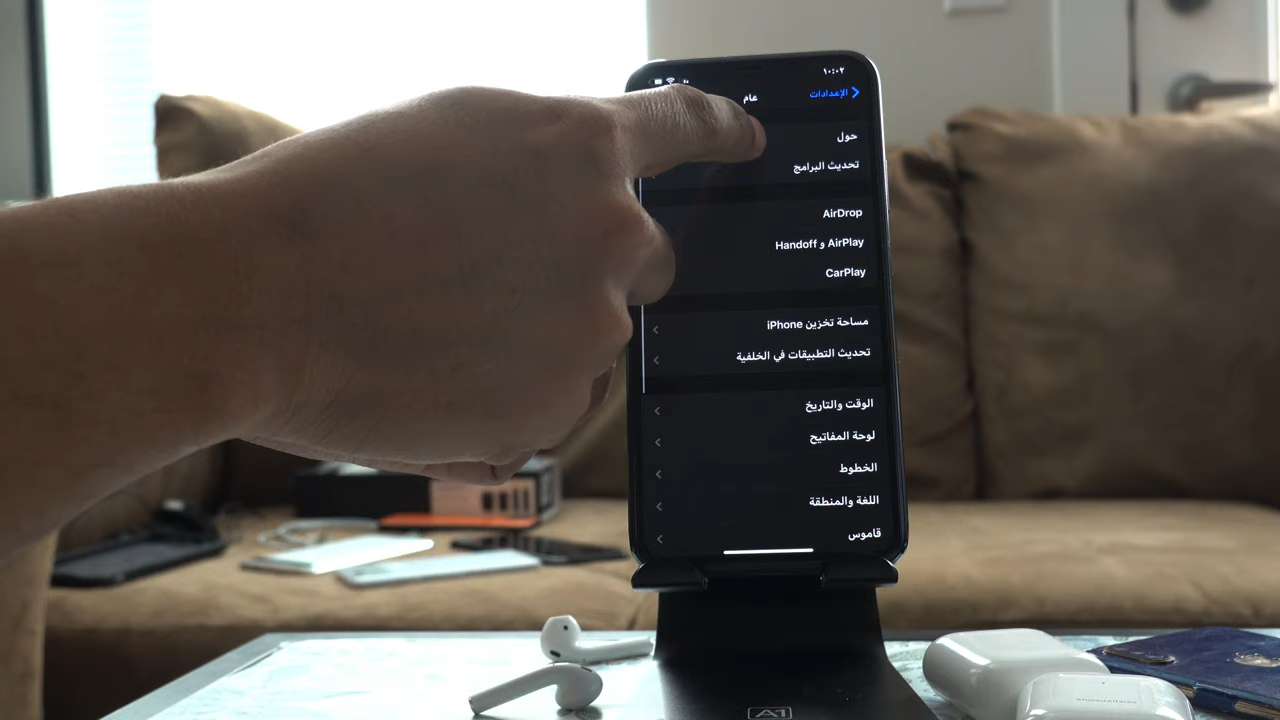 ١٠:٠٢
الإعدادات
عام
حول
تحديث البرامج
AirDrop
AirPlay و Handoff
CarPlay
مساحة تخزين iPhone
تحديث التطبيقات في الخلفية
الوقت والتاريخ
لوحة المفاتيح
الخطوط
اللغة والمنطقة
قاموس
A1